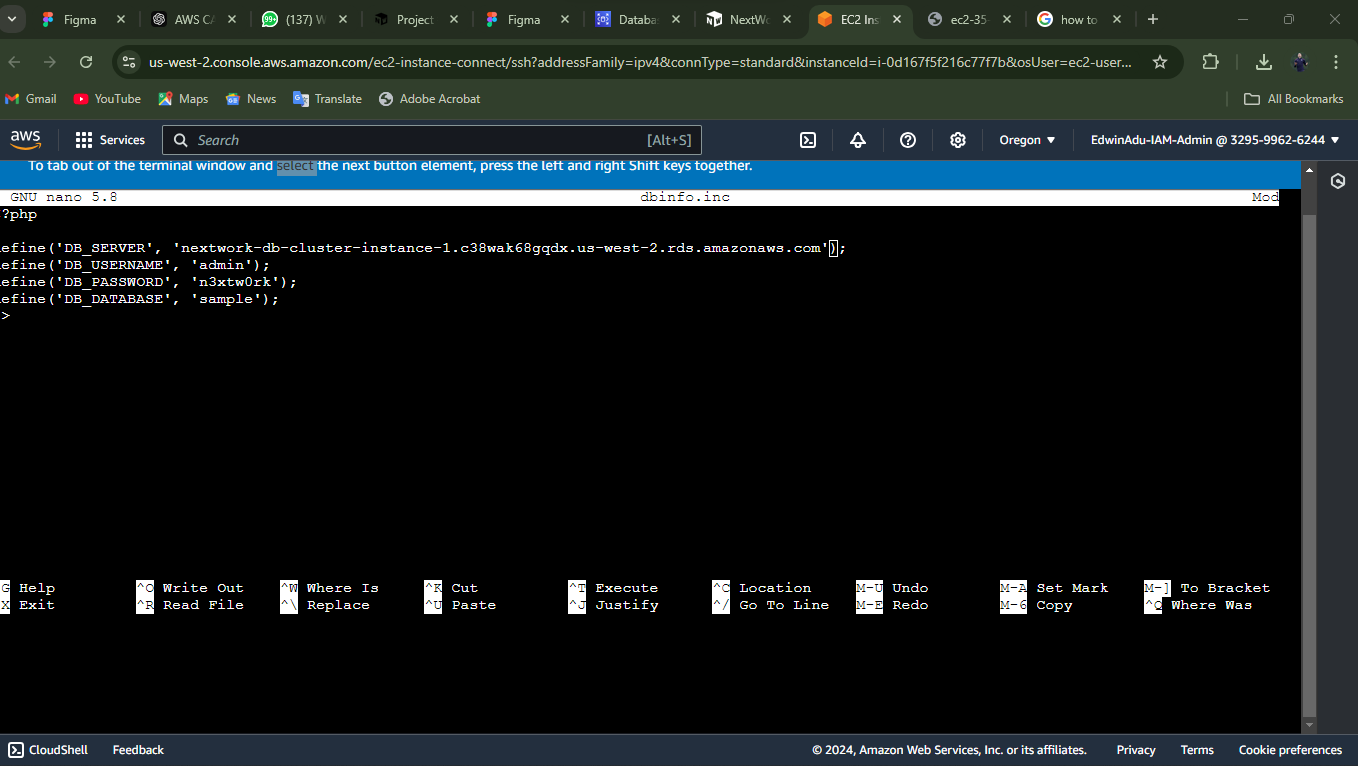 Figma
AWS CA
(137) W
Project
Figma
Databa
NextWo
EC2 Ins
ec2-35-
how to
us-west-2.console.aws.amazon.com/ec2-instance-connect/ssh?addressFamily=ipv4&connType=standard&instanceId=i-0d167f5f216c77f7b&osUser=ec2-user...
Gmail
YouTube
Maps
News
Translate
Adobe Acrobat
All Bookmarks
aws
Services
Search
[Alt+S]
Oregon
EdwinAdu-IAM-Admin @ 3295-9962-6244
To tab out of the terminal window and select the next button element, press the left and right Shift keys together.
GNU nano 5.8 dbinfo.inc Mod
?php
efine('DB_SERVER', 'nextwork-db-cluster-instance-1.c38wak68gqdx.us-west-2.rds.amazonaws.com');
efine('DB_USERNAME', 'admin');
efine('DB_PASSWORD', 'n3xtw0rk');
efine('DB_DATABASE', 'sample');
>
G Help ^O Write Out ^W Where Is ^K Cut ^T Execute ^C Location M-U Undo M-A Set Mark M-] To Bracket
X Exit ^R Read File ^\ Replace ^U Paste ^J Justify ^/ Go To Line M-E Redo M-6 Copy ^Q Where Was
CloudShell
Feedback
© 2024, Amazon Web Services, Inc. or its affiliates.
Privacy
Terms
Cookie preferences